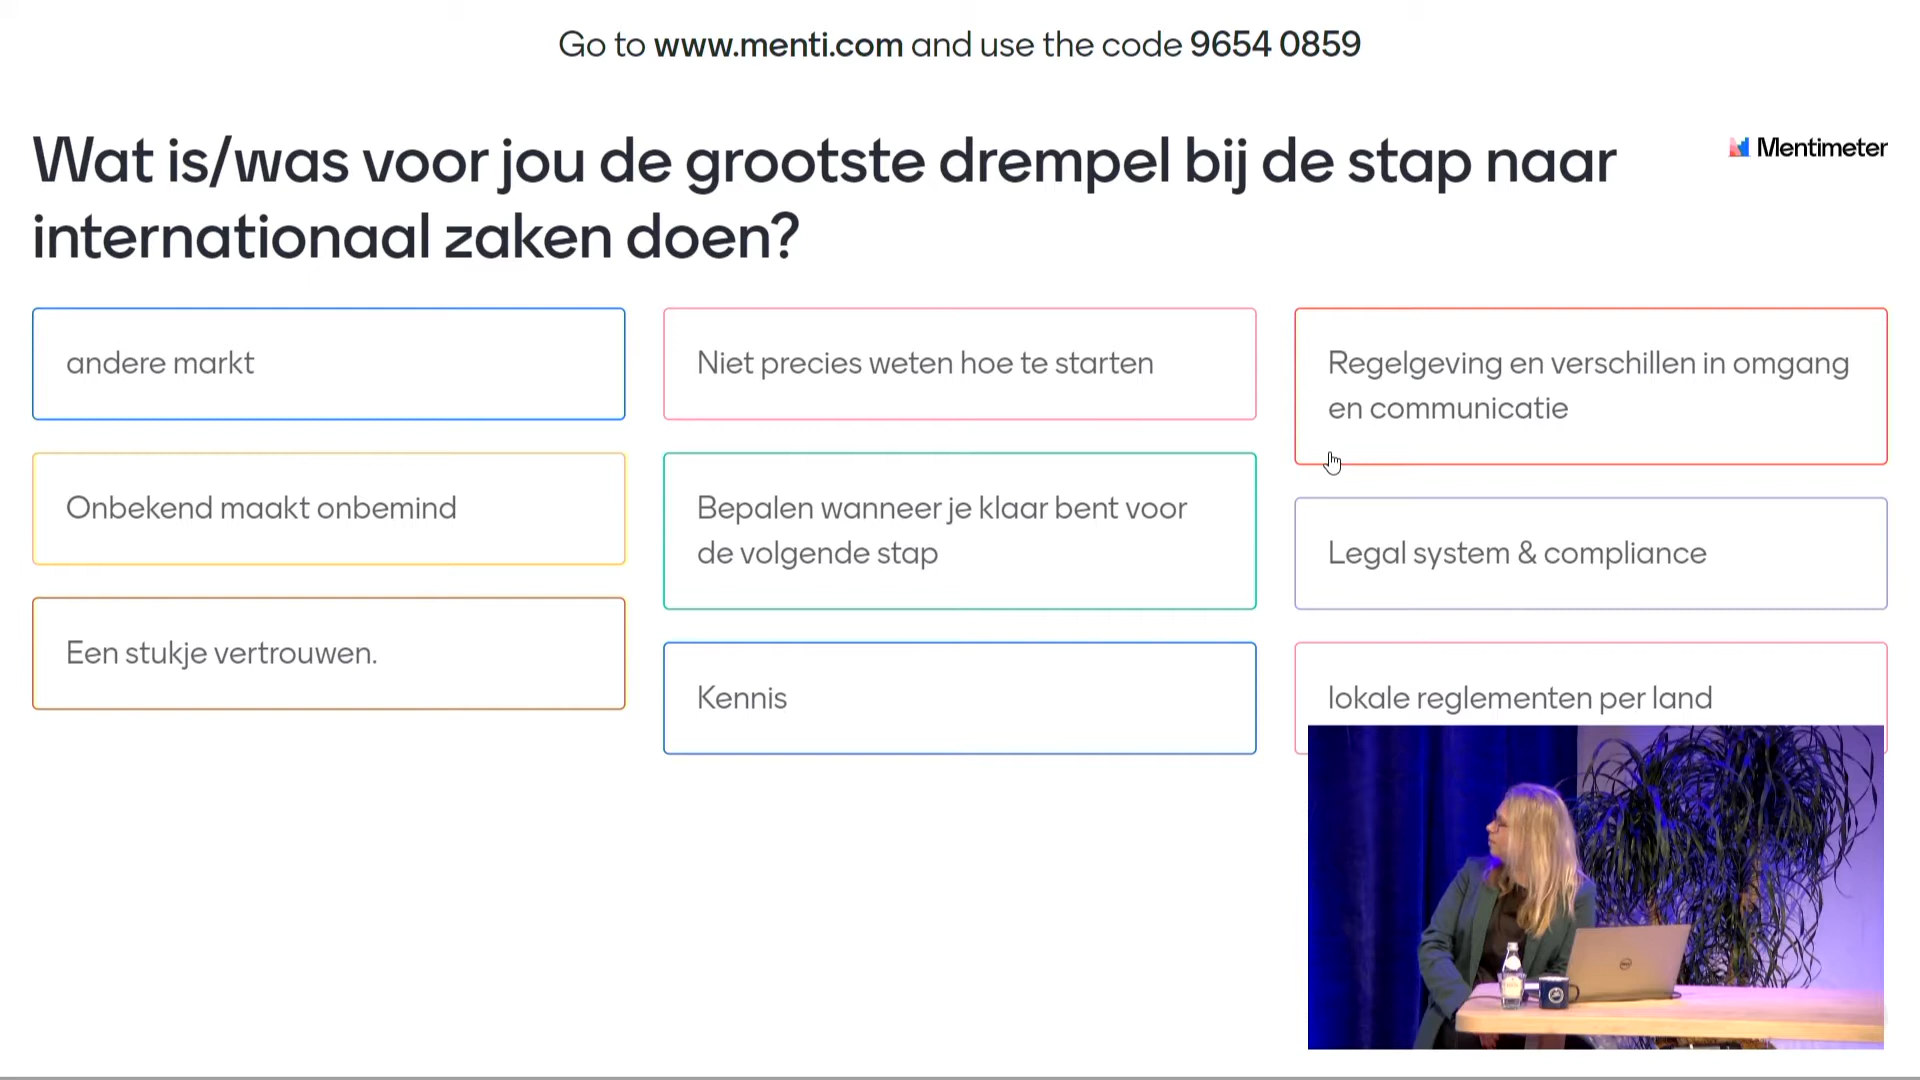 Go to www.menti.com and use the code 9654 0859
Wat is/was voor jou de grootste drempel bij de stap naar
internationaal zaken doen?
Mentimeter
andere markt
Onbekend maakt onbemind
Een stukje vertrouwen.
Niet precies weten hoe te starten
Bepalen wanneer je klaar bent voor
de volgende stap
Kennis
Regelgeving en verschillen in omgang
en communicatie
Legal system & compliance
lokale reglementen per land
DELL